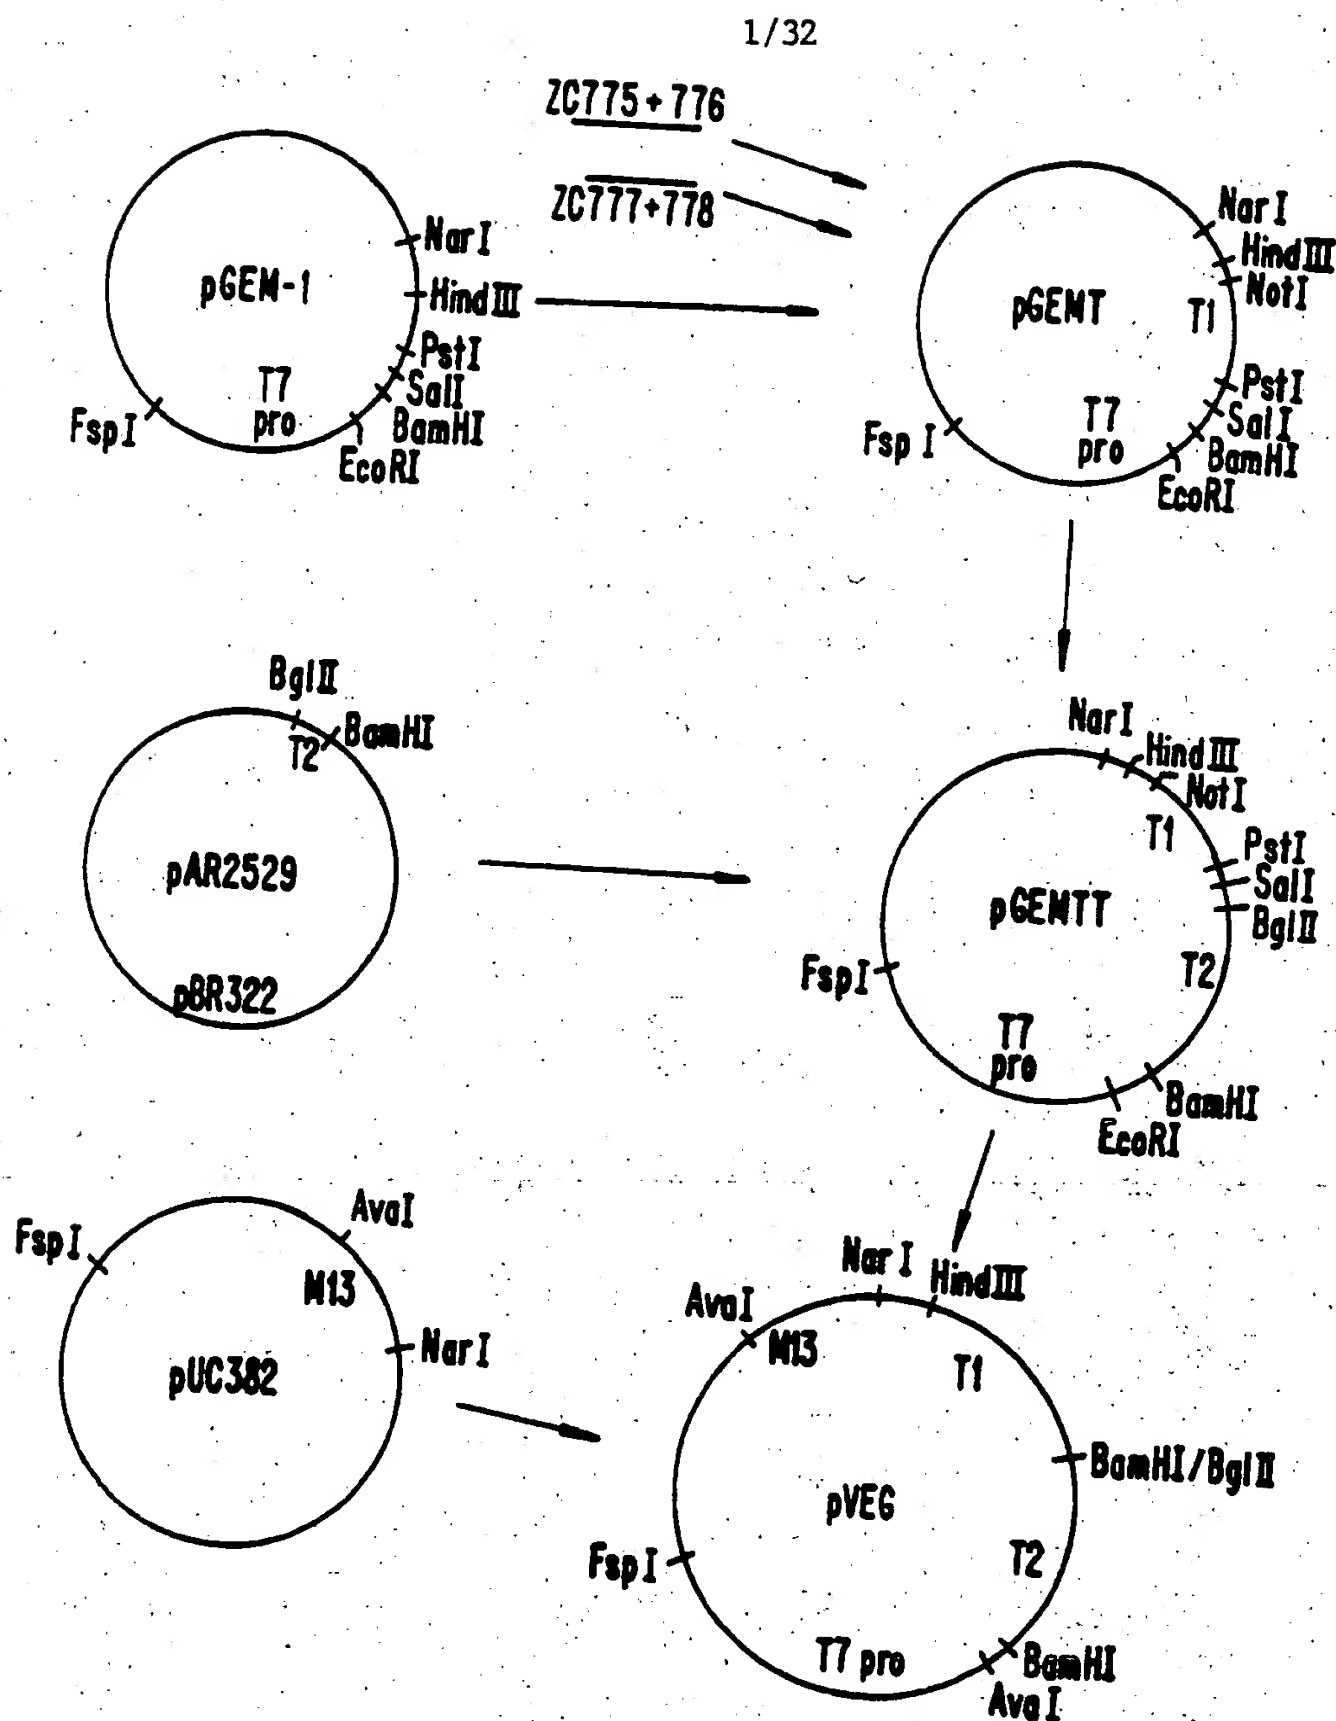 1/32
ZC775+776
ZC777+778
NarI
HindIII
pGEM-1
PstI
SalI
BamHI
EcoRI
T7
pro
FspI
NarI
HindIII
NotI
pGEMT
T1
PstI
SalI
BamHI
EcoRI
T7
pro
Fsp I
BglII
T2
BamHI
pAR2529
pBR322
NarI
HindIII
NotI
T1
PstI
SalI
BglII
pGEMTT
T2
FspI
T7
pro
BamHI
EcoRI
FspI
AvaI
M13
NarI
pUC382
Nar I
HindIII
AvaI
M13
T1
BamHI/BglII
pVEG
T2
FspI
T7 pro
BamHI
AvaI